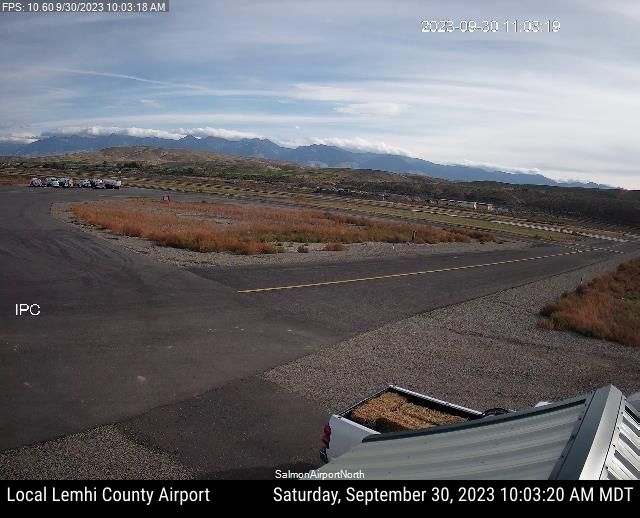 FPS: 10.60 9/30/2023 10:03:18 AM
2023-09-30 11:03:19
IPC
SalmonAirportNorth
Local Lemhi County Airport Saturday, September 30, 2023 10:03:20 AM MDT